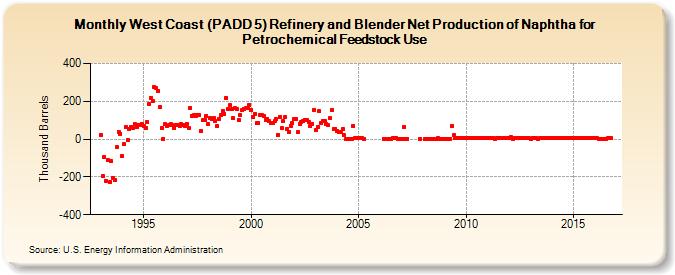 Monthly West Coast (PADD 5) Refinery and Blender Net Production of Naphtha for
Petrochemical Feedstock Use
Thousand Barrels
400
200
0
-200
-400
1995
2000
2005
2010
2015
Source: U.S. Energy Information Administration